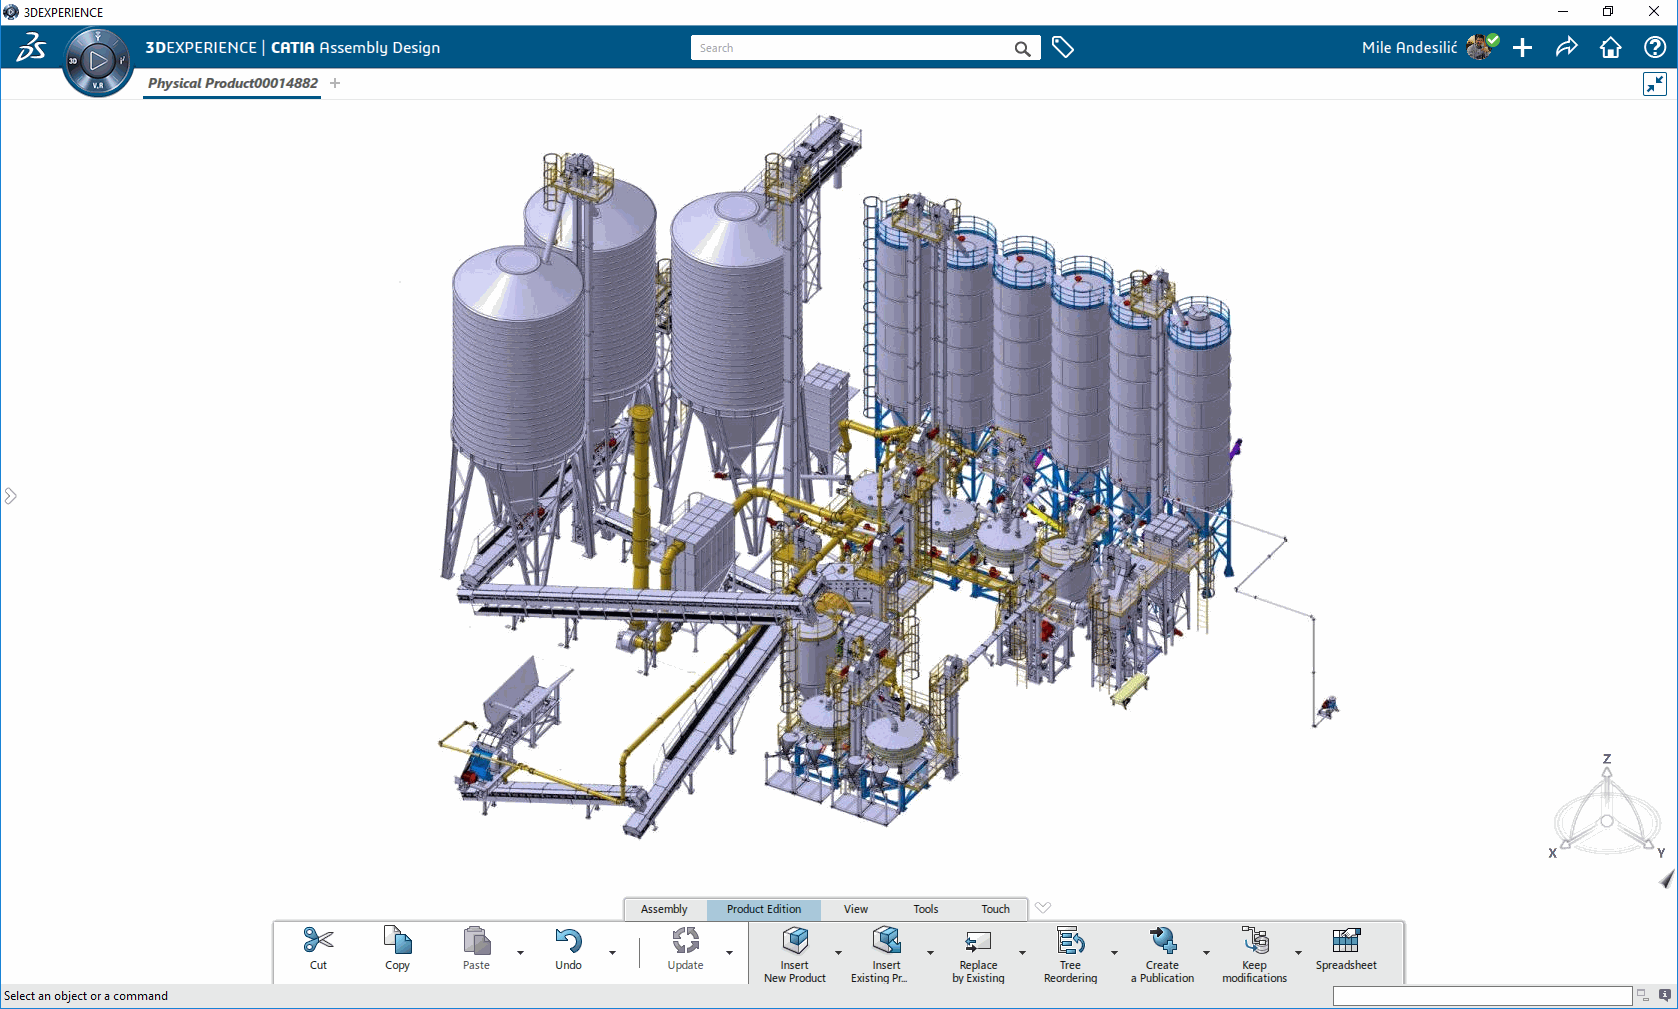 3DEXPERIENCE
3DEXPERIENCE | CATIA Assembly Design
Search
Mile Andesilić
3D
V.R
Physical Product00014882 +
Z
X
Y
Assembly Product Edition View Tools Touch
Cut Copy Paste Undo Update
Insert New Product
Insert Existing Pr...
Replace by Existing
Tree Reordering
Create a Publication
Keep modifications
Spreadsheet
Select an object or a command